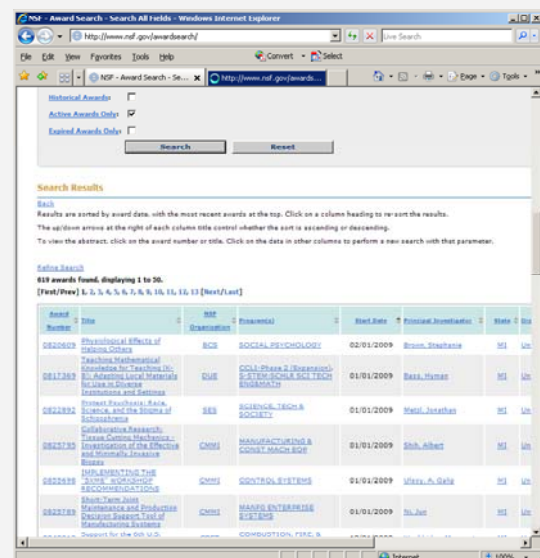 NSF - Award Search - Search All Fields - Windows Internet Explorer
http://www.nsf.gov/awardsearch/
Live Search
File Edit View Favorites Tools Help
Convert Select
NSF - Award Search - Se...
http://www.nsf.gov/awards...
Page Tools
Historical Awards:
Active Awards Only:
Expired Awards Only:
Search Reset
Search Results
Back
Results are sorted by award date, with the most recent awards at the top. Click on a column heading to re-sort the results.
The up/down arrows at the right of each column title control whether the sort is ascending or descending.
To view the abstract, click on the award number or title. Click on the data in other columns to perform a new search with that parameter.
Refine Search
619 awards found, displaying 1 to 50.
[First/Prev] 1, 2, 3, 4, 5, 6, 7, 8, 9, 10, 11, 12, 13 [Next/Last]
Award Number Title NSF Organization Program(s) Start Date Principal Investigator State
0820609 Physiological Effects of Helping Others BCS SOCIAL PSYCHOLOGY 02/01/2009 Brown, Stephanie MI Un
Teaching Mathematical
Knowledge for Teaching (K-
0817365 8): Adapting Local Materials DUE CCLI-Phase 2 (Expansion), S-STEM:SCHLR SCI TECH ENG&MATH 01/01/2009 Bass, Hyman MI Un
for Use in Diverse
Institutions and Settings
Protest Psychosis: Race,
0822892 Science, and the Stigma of SES SCIENCE, TECH & SOCIETY 01/01/2009 Metzl, Jonathan MI Un
Schizophrenia
Collaborative Research:
Tissue Cutting Mechanics -
0825795 Investigation of the Effective CMMI MANUFACTURING & CONST MACH EQP 01/01/2009 Shih, Albert MI Un
and Minimally Invasive
Biopsy
IMPLEMENTING THE
WORKSHOP CMMI CONTROL SYSTEMS 01/01/2009 Ulsoy, A. Galip MI Un
RECOMMENDATIONS
Short-Term Joint
Maintenance and Production
0825789 Decision Support Tool of CMMI MANFG ENTERPRISE SYSTEMS 01/01/2009 Ni, Jun MI Un
Manufacturing Systems
Support for the 6th U.S. COMBUSTION, FIRE, &
Internet 100%